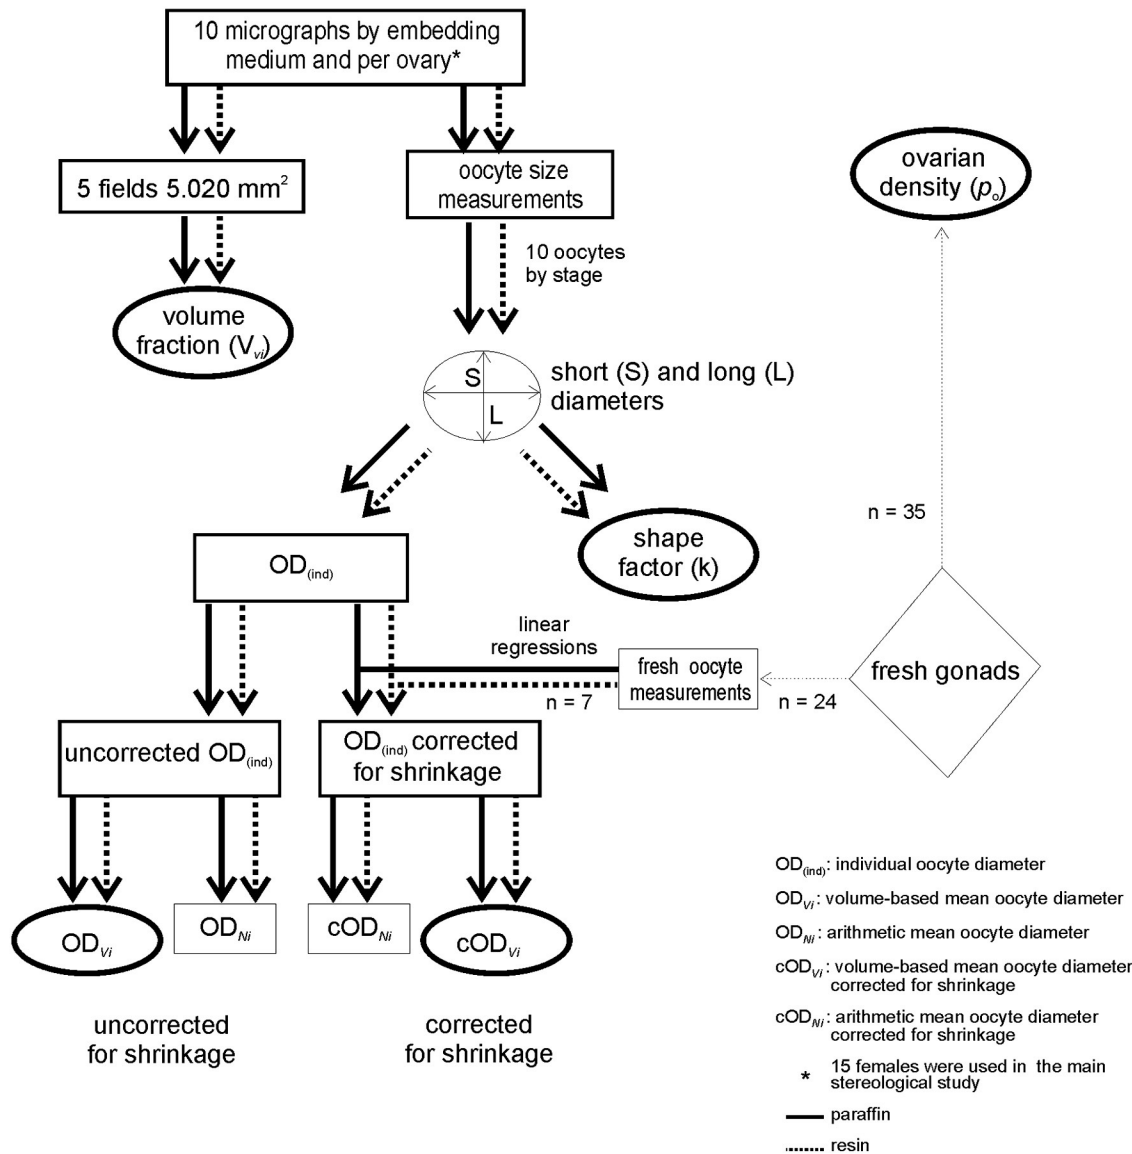 10 micrographs by embedding
medium and per ovary*
5 fields 5.020 mm²
oocyte size
measurements
ovarian
density (pₒ)
10 oocytes
by stage
volume
fraction (Vvi)
S
L
short (S) and long (L)
diameters
n = 35
shape
factor (k)
OD(ind)
linear
regressions
fresh oocyte
measurements
fresh gonads
n = 7
n = 24
uncorrected OD(ind)
OD(ind) corrected
for shrinkage
ODVi
ODNi
cODNi
cODVi
uncorrected
for shrinkage
corrected
for shrinkage
OD(ind): individual oocyte diameter
ODVi: volume-based mean oocyte diameter
ODNi: arithmetic mean oocyte diameter
cODVi: volume-based mean oocyte diameter
corrected for shrinkage
cODNi: arithmetic mean oocyte diameter
corrected for shrinkage
* 15 females were used in the main
stereological study
paraffin
resin